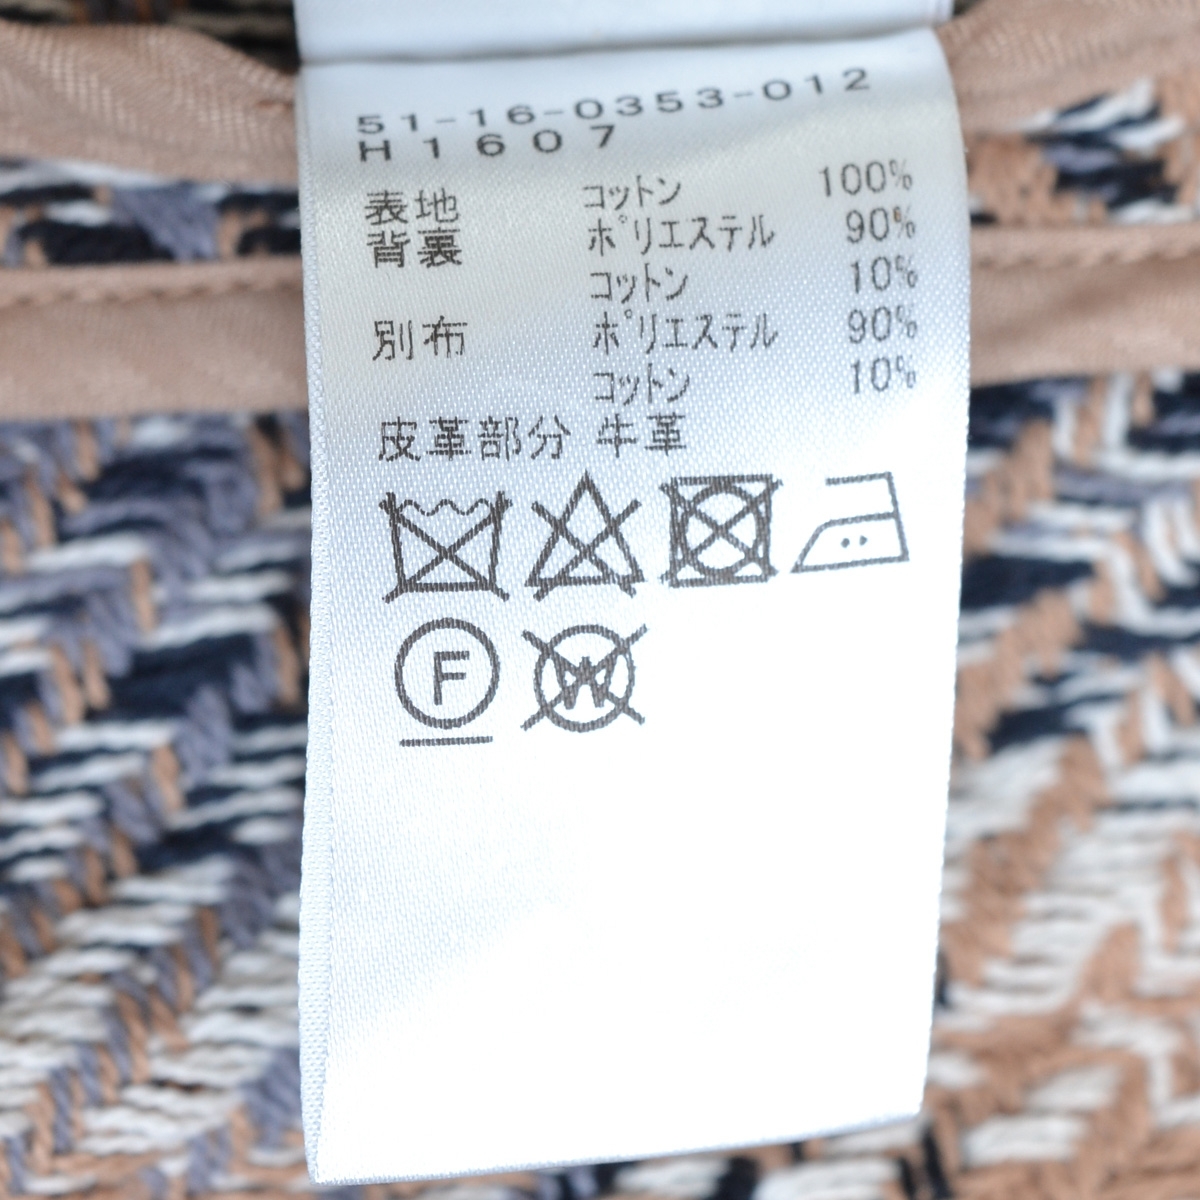 51-16-0353-012
H1607
表地 コットン 100%
背裏 ポリエステル 90%
コットン 10%
別布 ポリエステル 90%
コットン 10%
皮革部分 牛革
F W